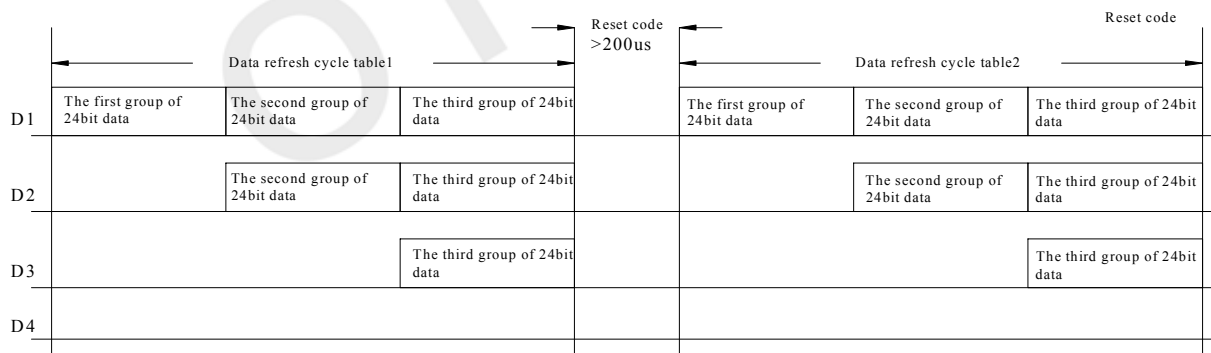 Reset code
>200us
Reset code
Data refresh cycle table1
Data refresh cycle table2
D1
The first group of
24bit data
The second group of
24bit data
The third group of 24bit
data
The first group of
24bit data
The second group of
24bit data
The third group of 24bit
data
D2
The second group of
24bit data
The third group of 24bit
data
The second group of
24bit data
The third group of 24bit
data
D3
The third group of 24bit
data
The third group of 24bit
data
D4